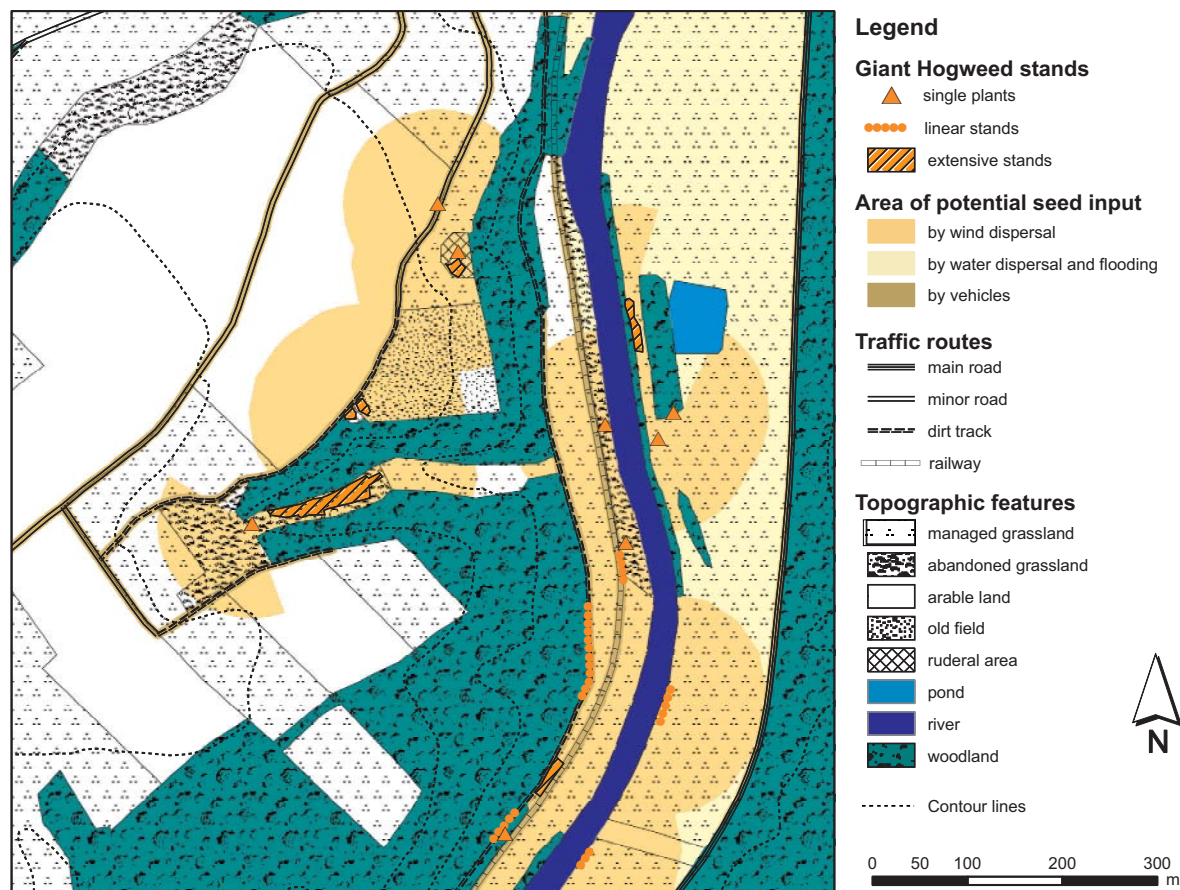 Legend
Giant Hogweed stands
single plants
linear stands
extensive stands
Area of potential seed input
by wind dispersal
by water dispersal and flooding
by vehicles
Traffic routes
main road
minor road
dirt track
railway
Topographic features
managed grassland
abandoned grassland
arable land
old field
ruderal area
pond
river
woodland
Contour lines
N
0 50 100 200 300
m